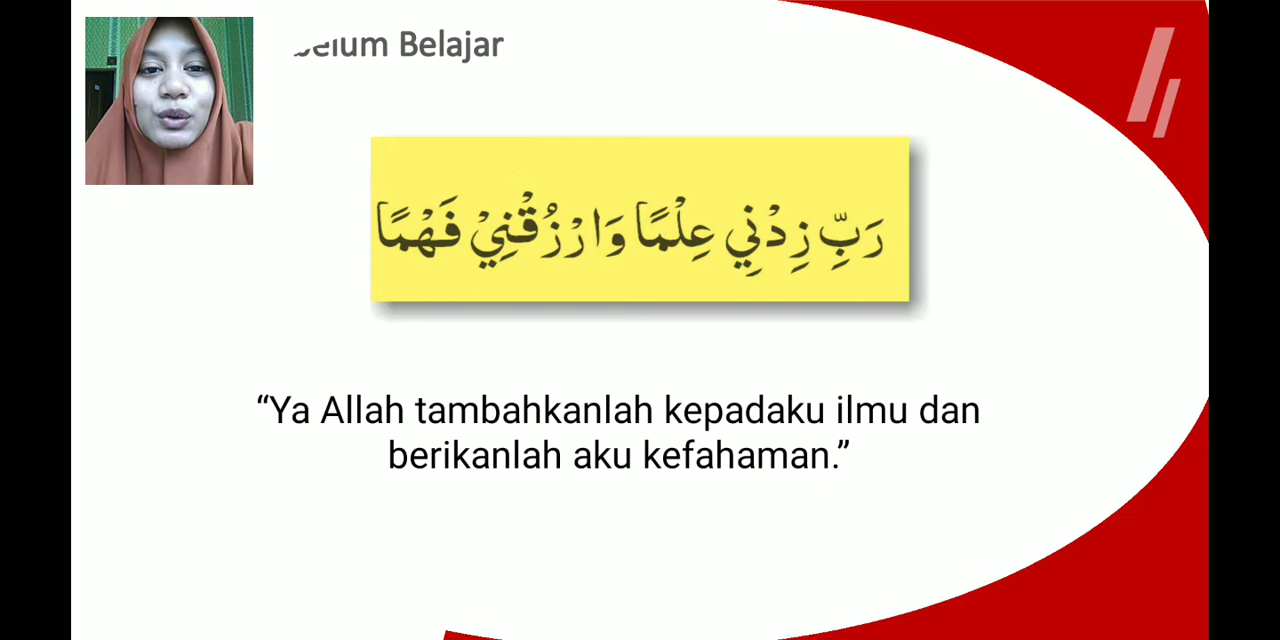 Belajar
رَبِّ زِدْنِي عِلْمًا وَارْزُقْنِيْ فَهْمًا
“Ya Allah tambahkanlah kepadaku ilmu dan
berikanlah aku kefahaman.”